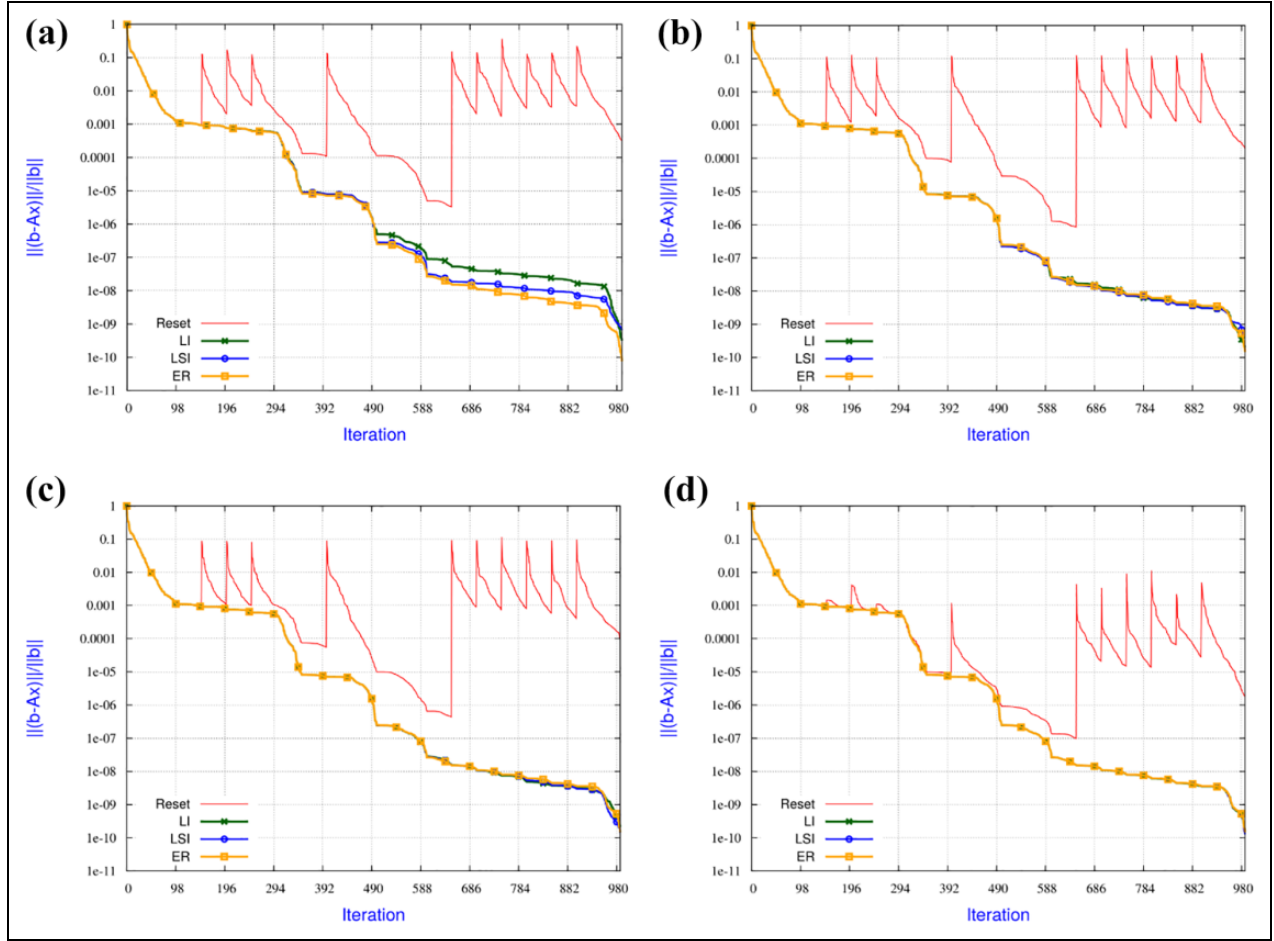 (a)
1
0.1
0.01
0.001
0.0001
1e-05
1e-06
1e-07
1e-08
1e-09
1e-10
1e-11
||(b-Ax)||/||b||
Reset
LI
LSI
ER
0 98 196 294 392 490 588 686 784 882 980
Iteration
(b)
1
0.1
0.01
0.001
0.0001
1e-05
1e-06
1e-07
1e-08
1e-09
1e-10
1e-11
||(b-Ax)||/||b||
Reset
LI
LSI
ER
0 98 196 294 392 490 588 686 784 882 980
Iteration
(c)
1
0.1
0.01
0.001
0.0001
1e-05
1e-06
1e-07
1e-08
1e-09
1e-10
1e-11
||(b-Ax)||/||b||
Reset
LI
LSI
ER
0 98 196 294 392 490 588 686 784 882 980
Iteration
(d)
1
0.1
0.01
0.001
0.0001
1e-05
1e-06
1e-07
1e-08
1e-09
1e-10
1e-11
||(b-Ax)||/||b||
Reset
LI
LSI
ER
0 98 196 294 392 490 588 686 784 882 980
Iteration